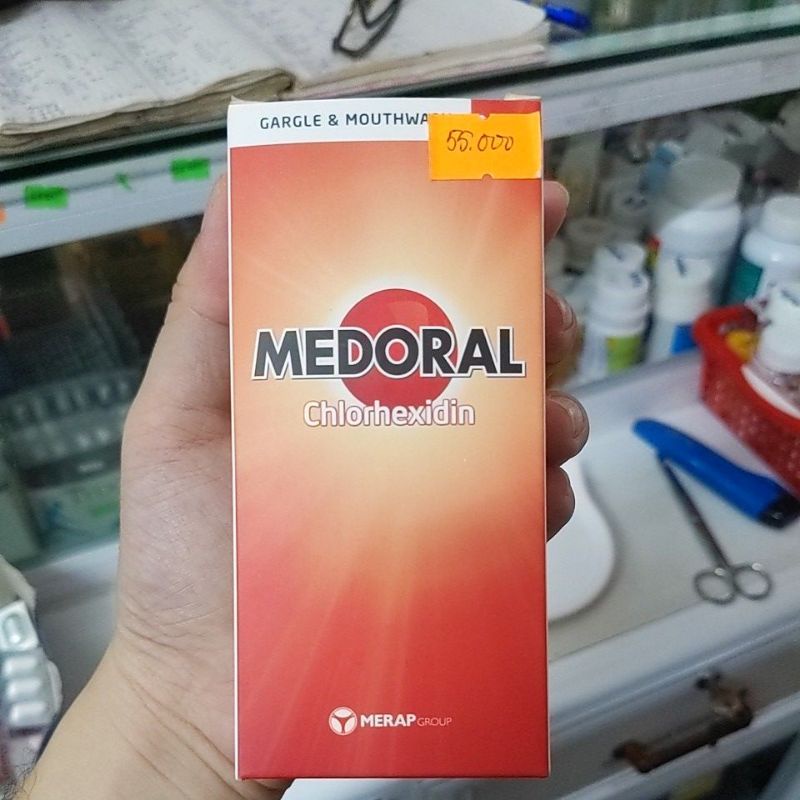 GARGLE & MOUTHWA
55.000
MEDORAL
Chlorhexidin
MERAP GROUP